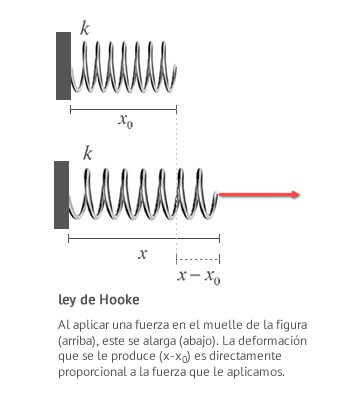 k
x₀
k
x
x – x₀
ley de Hooke
Al aplicar una fuerza en el muelle de la figura
(arriba), este se alarga (abajo). La deformación
que se le produce (x-x₀) es directamente
proporcional a la fuerza que le aplicamos.